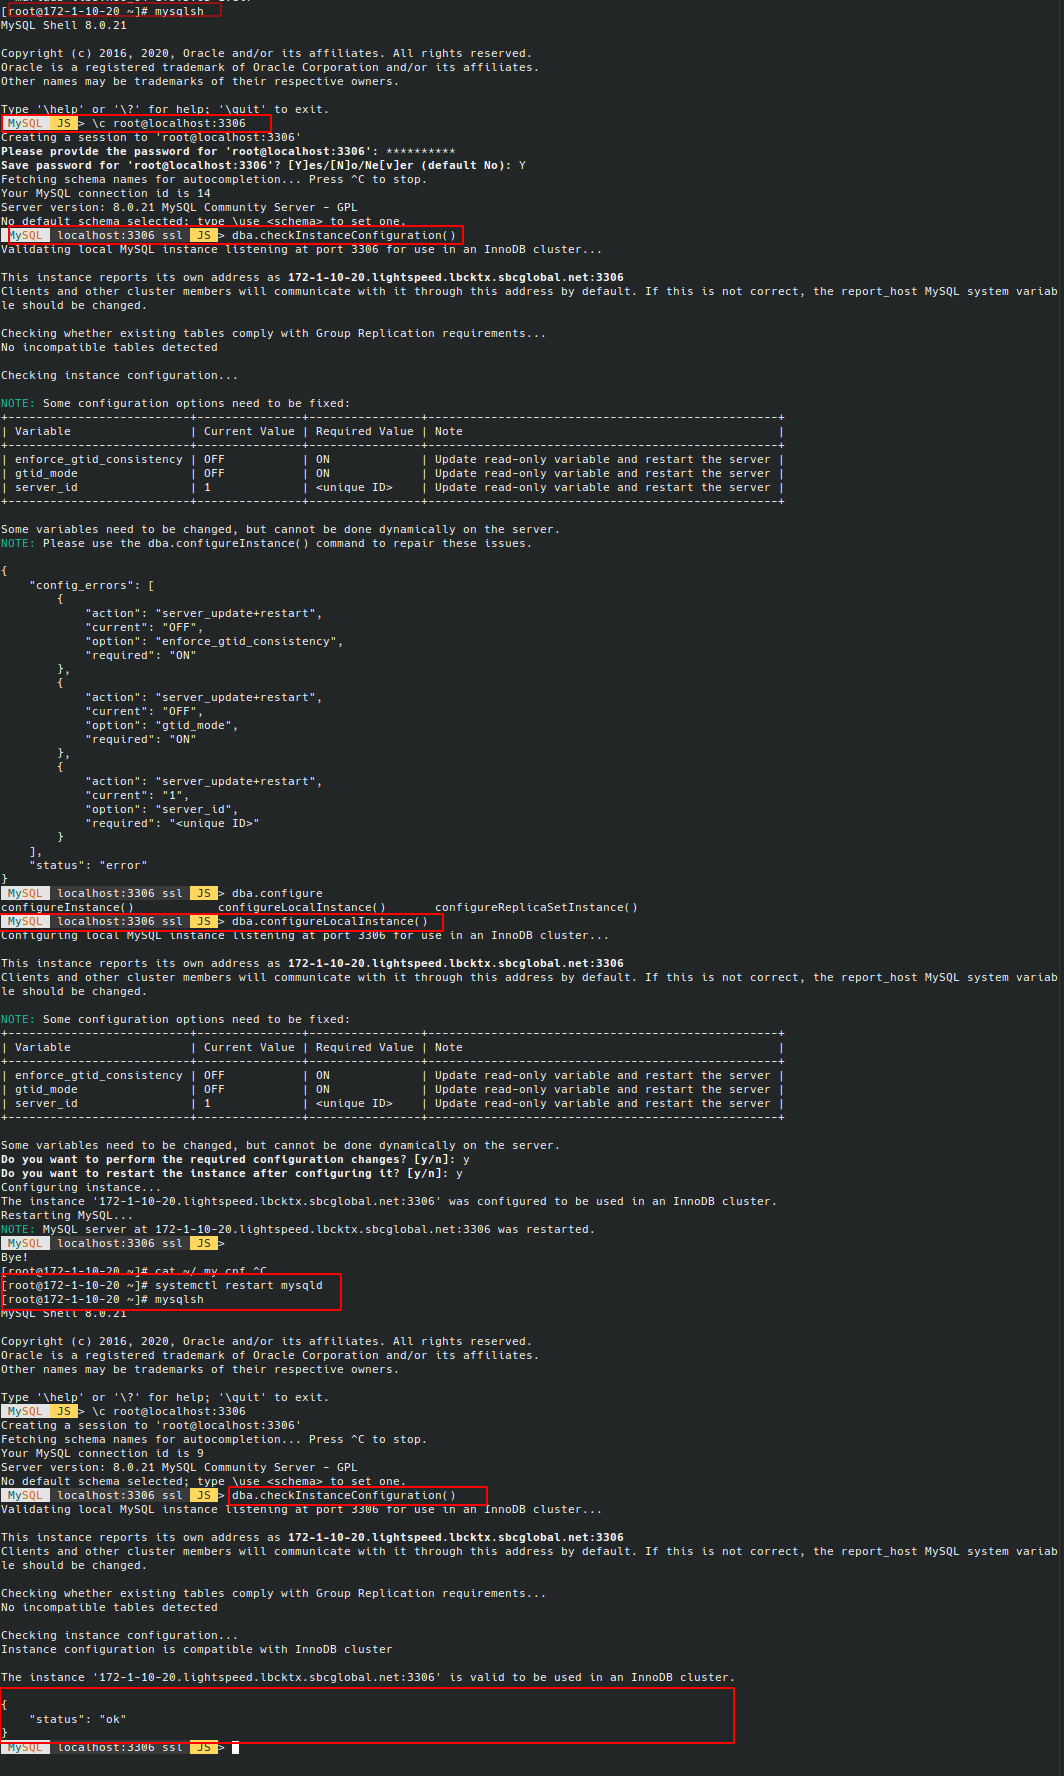 [root@172-1-10-20 ~]# mysqlsh
MySQL Shell 8.0.21
Copyright (c) 2016, 2020, Oracle and/or its affiliates. All rights reserved.
Oracle is a registered trademark of Oracle Corporation and/or its affiliates.
Other names may be trademarks of their respective owners.
Type '\help' or '\?' for help; '\quit' to exit.
MySQL JS > \c root@localhost:3306
Creating a session to 'root@localhost:3306'
Please provide the password for 'root@localhost:3306': **********
Save password for 'root@localhost:3306'? [Y]es/[N]o/Ne[v]er (default No): Y
Fetching schema names for autocompletion... Press ^C to stop.
Your MySQL connection id is 14
Server version: 8.0.21 MySQL Community Server - GPL
No default schema selected; type \use <schema> to set one.
MySQL localhost:3306 ssl JS > dba.checkInstanceConfiguration()
Validating local MySQL instance listening at port 3306 for use in an InnoDB cluster...
This instance reports its own address as 172-1-10-20.lightspeed.lbcktx.sbcglobal.net:3306
Clients and other cluster members will communicate with it through this address by default. If this is not correct, the report_host MySQL system variab
le should be changed.
Checking whether existing tables comply with Group Replication requirements...
No incompatible tables detected
Checking instance configuration...
NOTE: Some configuration options need to be fixed:
+--------------------------+---------------+----------------+--------------------------------------------------+
| Variable                 | Current Value | Required Value | Note                                             |
+--------------------------+---------------+----------------+--------------------------------------------------+
| enforce_gtid_consistency | OFF           | ON             | Update read-only variable and restart the server |
| gtid_mode                | OFF           | ON             | Update read-only variable and restart the server |
| server_id                | 1             | <unique ID>    | Update read-only variable and restart the server |
+--------------------------+---------------+----------------+--------------------------------------------------+
Some variables need to be changed, but cannot be done dynamically on the server.
NOTE: Please use the dba.configureInstance() command to repair these issues.
{
    "config_errors": [
        {
            "action": "server_update+restart",
            "current": "OFF",
            "option": "enforce_gtid_consistency",
            "required": "ON"
        },
        {
            "action": "server_update+restart",
            "current": "OFF",
            "option": "gtid_mode",
            "required": "ON"
        },
        {
            "action": "server_update+restart",
            "current": "1",
            "option": "server_id",
            "required": "<unique ID>"
        }
    ],
    "status": "error"
}
MySQL localhost:3306 ssl JS > dba.configure
configureInstance()            configureLocalInstance()       configureReplicaSetInstance()
MySQL localhost:3306 ssl JS > dba.configureLocalInstance()
Configuring local MySQL instance listening at port 3306 for use in an InnoDB cluster...
This instance reports its own address as 172-1-10-20.lightspeed.lbcktx.sbcglobal.net:3306
Clients and other cluster members will communicate with it through this address by default. If this is not correct, the report_host MySQL system variab
le should be changed.
NOTE: Some configuration options need to be fixed:
+--------------------------+---------------+----------------+--------------------------------------------------+
| Variable                 | Current Value | Required Value | Note                                             |
+--------------------------+---------------+----------------+--------------------------------------------------+
| enforce_gtid_consistency | OFF           | ON             | Update read-only variable and restart the server |
| gtid_mode                | OFF           | ON             | Update read-only variable and restart the server |
| server_id                | 1             | <unique ID>    | Update read-only variable and restart the server |
+--------------------------+---------------+----------------+--------------------------------------------------+
Some variables need to be changed, but cannot be done dynamically on the server.
Do you want to perform the required configuration changes? [y/n]: y
Do you want to restart the instance after configuring it? [y/n]: y
Configuring instance...
The instance '172-1-10-20.lightspeed.lbcktx.sbcglobal.net:3306' was configured to be used in an InnoDB cluster.
Restarting MySQL...
NOTE: MySQL server at 172-1-10-20.lightspeed.lbcktx.sbcglobal.net:3306 was restarted.
MySQL localhost:3306 ssl JS >
Bye!
[root@172-1-10-20 ~]# cat ~/.my.cnf ^C
[root@172-1-10-20 ~]# systemctl restart mysqld
[root@172-1-10-20 ~]# mysqlsh
MySQL Shell 8.0.21
Copyright (c) 2016, 2020, Oracle and/or its affiliates. All rights reserved.
Oracle is a registered trademark of Oracle Corporation and/or its affiliates.
Other names may be trademarks of their respective owners.
Type '\help' or '\?' for help; '\quit' to exit.
MySQL JS > \c root@localhost:3306
Creating a session to 'root@localhost:3306'
Fetching schema names for autocompletion... Press ^C to stop.
Your MySQL connection id is 9
Server version: 8.0.21 MySQL Community Server - GPL
No default schema selected; type \use <schema> to set one.
MySQL localhost:3306 ssl JS > dba.checkInstanceConfiguration()
Validating local MySQL instance listening at port 3306 for use in an InnoDB cluster...
This instance reports its own address as 172-1-10-20.lightspeed.lbcktx.sbcglobal.net:3306
Clients and other cluster members will communicate with it through this address by default. If this is not correct, the report_host MySQL system variab
le should be changed.
Checking whether existing tables comply with Group Replication requirements...
No incompatible tables detected
Checking instance configuration...
Instance configuration is compatible with InnoDB cluster
The instance '172-1-10-20.lightspeed.lbcktx.sbcglobal.net:3306' is valid to be used in an InnoDB cluster.
{
    "status": "ok"
}
MySQL localhost:3306 ssl JS >